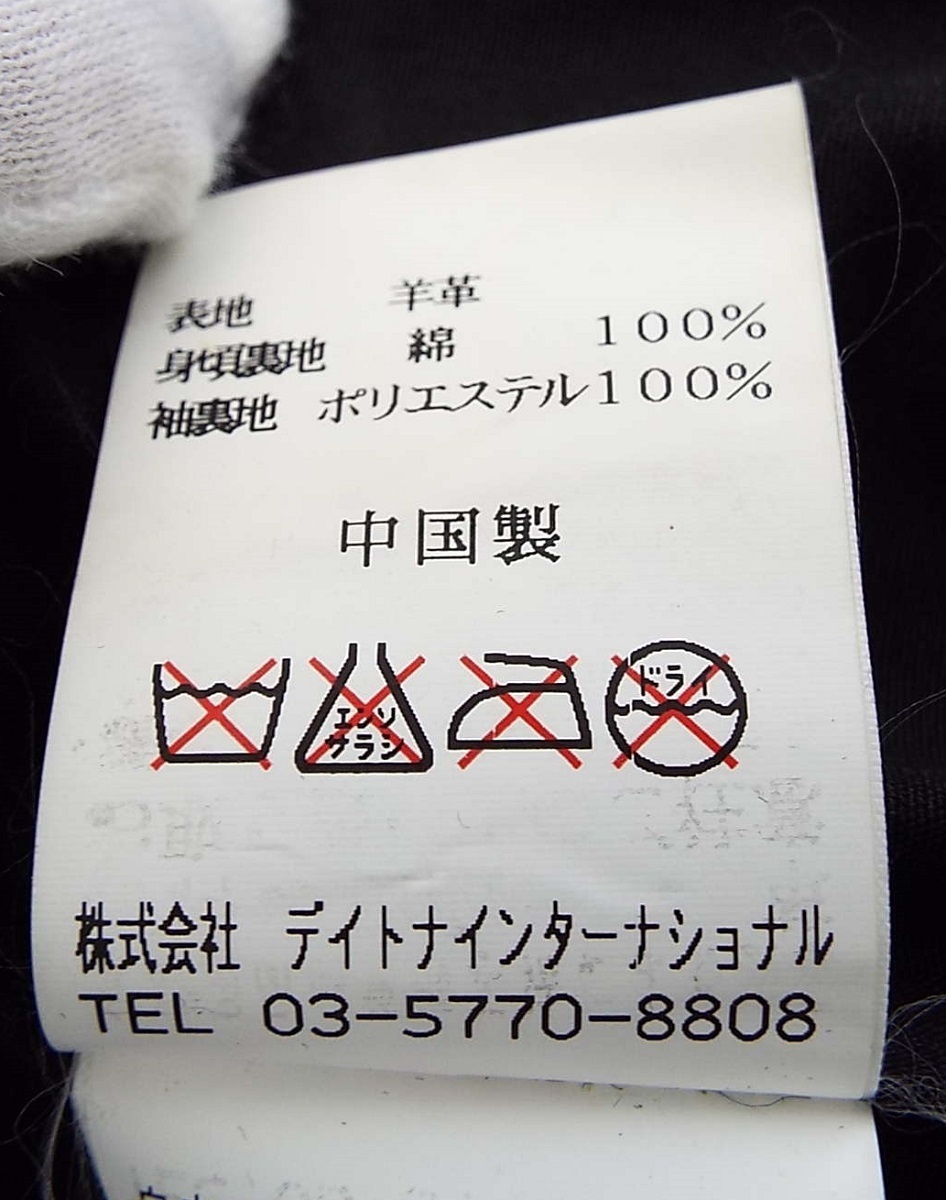 表地 羊革
身頃裏地 綿 100%
袖裏地 ポリエステル100%
中国製
エンソ
サラシ
ドライ
株式会社 デイトナインターナショナル
TEL 03-5770-8808